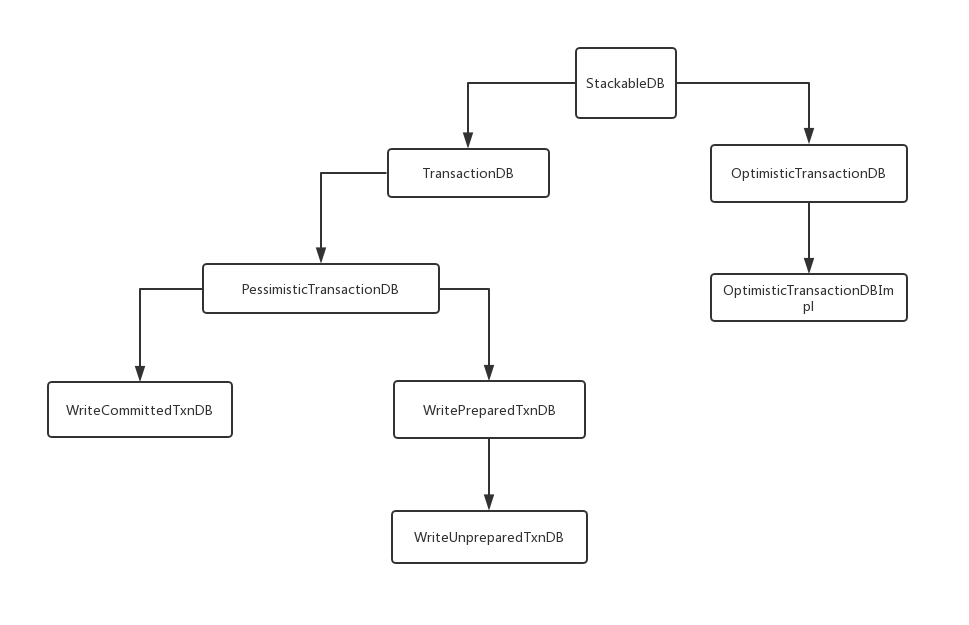 StackableDB
TransactionDB
OptimisticTransactionDB
PessimisticTransactionDB
OptimisticTransactionDBIm
pl
WriteCommittedTxnDB
WritePreparedTxnDB
WriteUnpreparedTxnDB